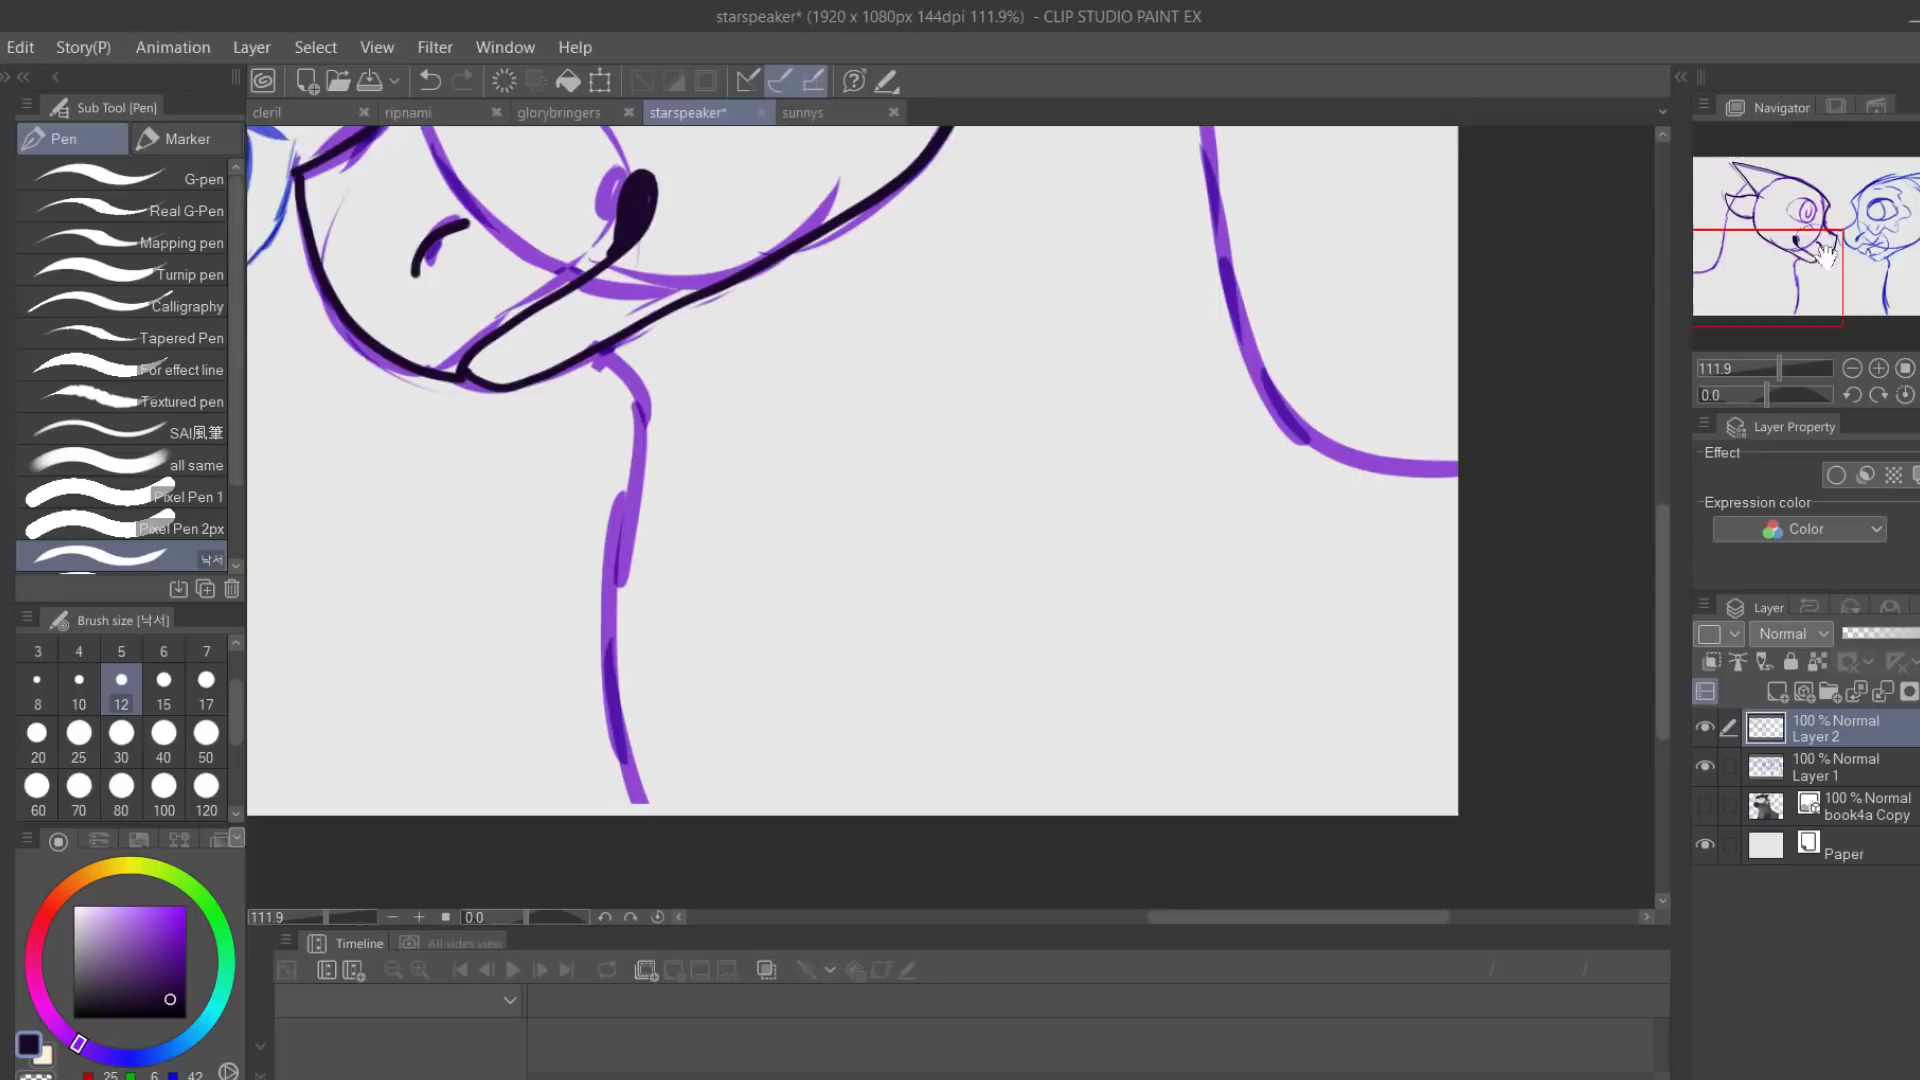 starspeaker* (1920 x 1080px 144dpi 111.9%) - CLIP STUDIO PAINT EX
Edit Story(P) Animation Layer Select View Filter Window Help
Sub Tool [Pen]
Pen Marker
G-pen
Real G-Pen
Mapping pen
Turnip pen
Calligraphy
Tapered Pen
For effect line
Textured pen
SAI風筆
all same
Pixel Pen 1
Pixel Pen 2px
낙서
Brush size [낙서]
3 4 5 6 7
8 10 12 15 17
20 25 30 40 50
60 70 80 100 120
25 6 42
cleril ripnami glorybringers starspeaker* sunnys
111.9 0.0
Timeline All sides view
Navigator
111.9
0.0
Layer Property
Effect
Expression color
Color
Layer
Normal
100 % Normal
Layer 2
100 % Normal
Layer 1
100 % Normal
book4a Copy
Paper